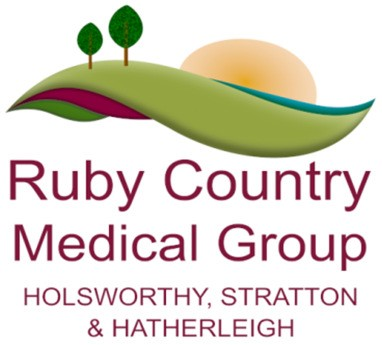 Ruby Country
Medical Group
HOLSWORTHY, STRATTON
& HATHERLEIGH